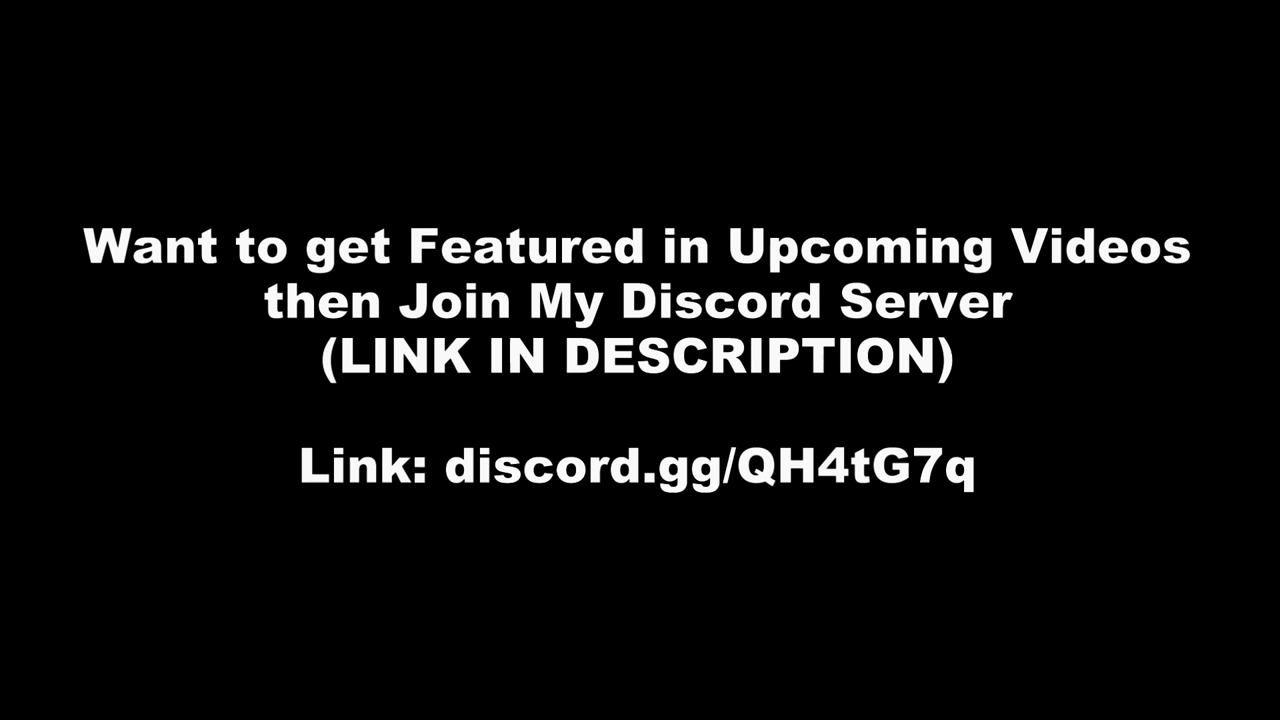 Want to get Featured in Upcoming Videos
then Join My Discord Server
(LINK IN DESCRIPTION)
Link: discord.gg/QH4tG7q